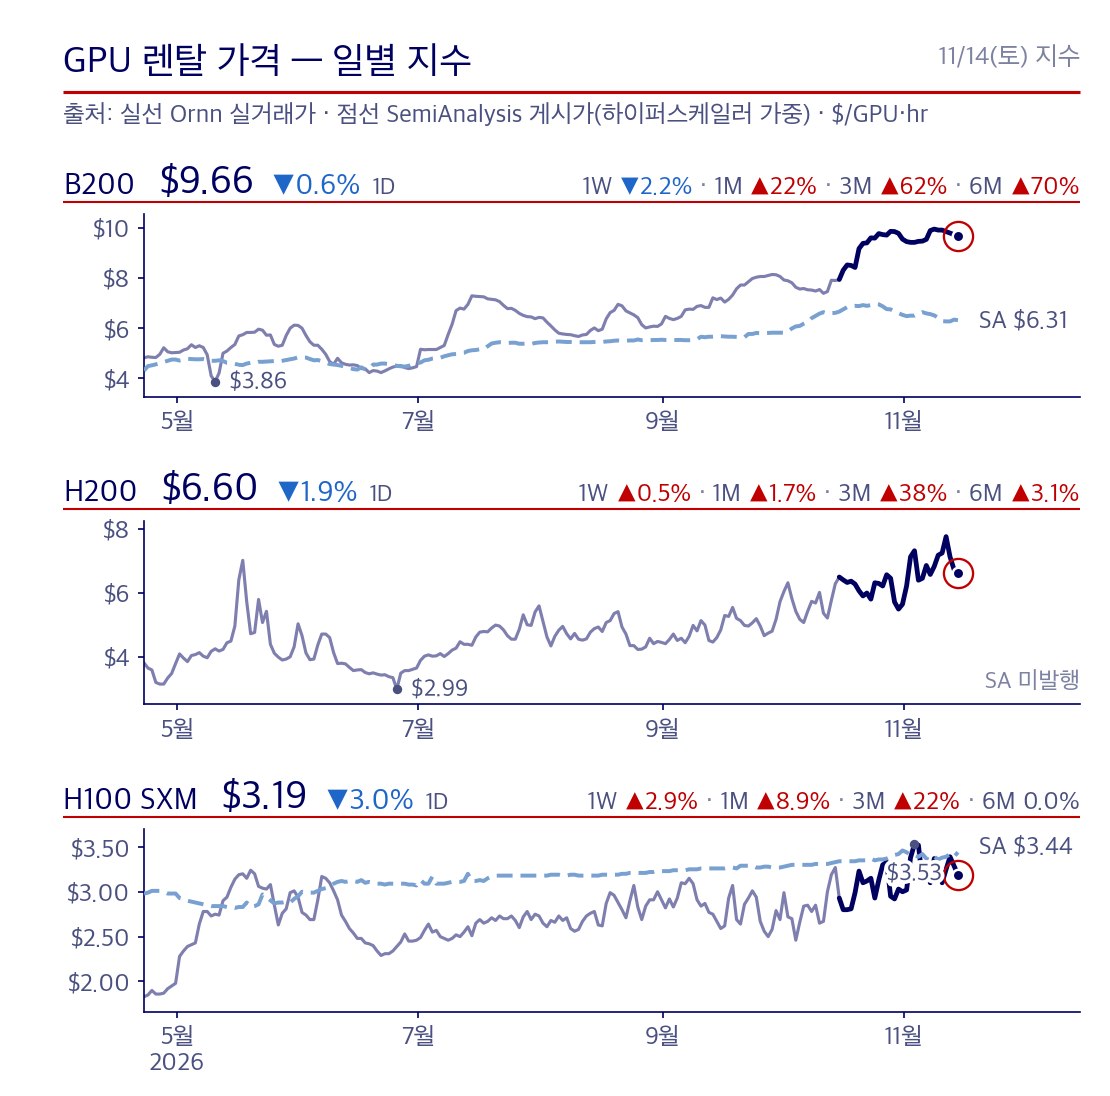 GPU 렌탈 가격 — 일별 지수
11/14(토) 지수
출처: 실선 Ornn 실거래가 · 점선 SemiAnalysis 게시가(하이퍼스케일러 가중) · $/GPU·hr
B200 $9.66 ▼0.6% 1D 1W ▼2.2% · 1M ▲22% · 3M ▲62% · 6M ▲70%
$10
$8
$6
$4
SA $6.31
$3.86
5월 7월 9월 11월
H200 $6.60 ▼1.9% 1D 1W ▲0.5% · 1M ▲1.7% · 3M ▲38% · 6M ▲3.1%
$8
$6
$4
SA 미발행
$2.99
5월 7월 9월 11월
H100 SXM $3.19 ▼3.0% 1D 1W ▲2.9% · 1M ▲8.9% · 3M ▲22% · 6M 0.0%
$3.50
$3.00
$2.50
$2.00
SA $3.44
$3.53
5월 7월 9월 11월
2026